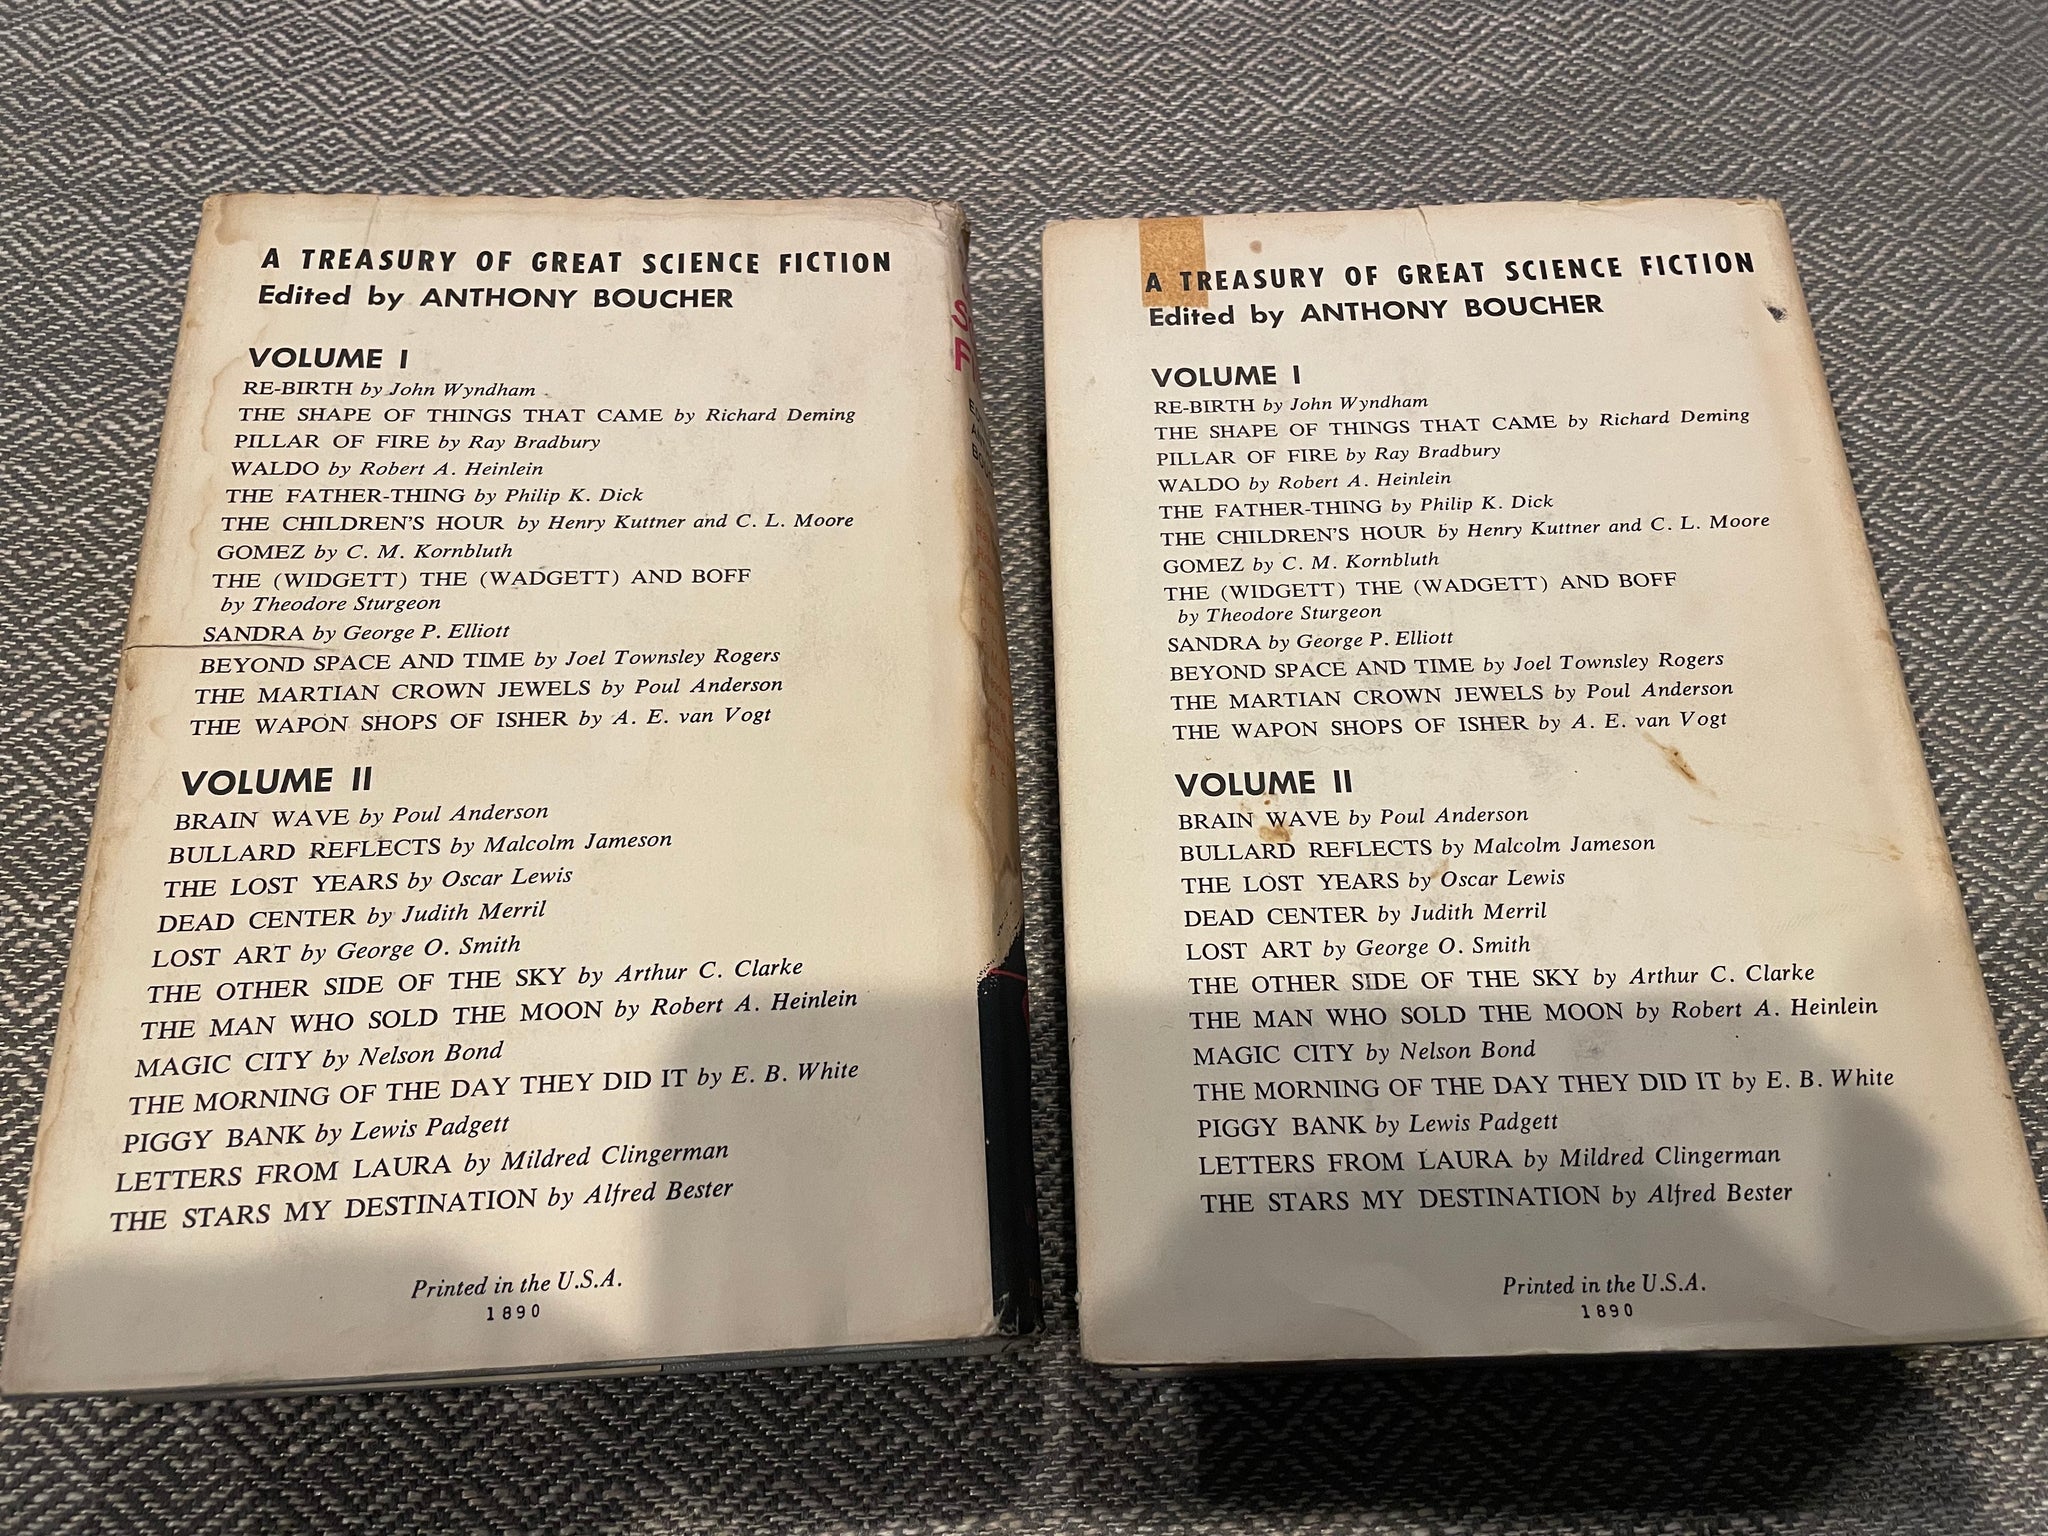 A TREASURY OF GREAT SCIENCE FICTION
Edited by ANTHONY BOUCHER
VOLUME I
RE-BIRTH by John Wyndham
THE SHAPE OF THINGS THAT CAME by Richard Deming
PILLAR OF FIRE by Ray Bradbury
WALDO by Robert A. Heinlein
THE FATHER-THING by Philip K. Dick
THE CHILDREN'S HOUR by Henry Kuttner and C. L. Moore
GOMEZ by C. M. Kornbluth
THE (WIDGETT) THE (WADGETT) AND BOFF
by Theodore Sturgeon
SANDRA by George P. Elliott
BEYOND SPACE AND TIME by Joel Townsley Rogers
THE MARTIAN CROWN JEWELS by Poul Anderson
THE WAPON SHOPS OF ISHER by A. E. van Vogt
VOLUME II
BRAIN WAVE by Poul Anderson
BULLARD REFLECTS by Malcolm Jameson
THE LOST YEARS by Oscar Lewis
DEAD CENTER by Judith Merril
LOST ART by George O. Smith
THE OTHER SIDE OF THE SKY by Arthur C. Clarke
THE MAN WHO SOLD THE MOON by Robert A. Heinlein
MAGIC CITY by Nelson Bond
THE MORNING OF THE DAY THEY DID IT by E. B. White
PIGGY BANK by Lewis Padgett
LETTERS FROM LAURA by Mildred Clingerman
THE STARS MY DESTINATION by Alfred Bester
Printed in the U.S.A.
1890
A TREASURY OF GREAT SCIENCE FICTION
Edited by ANTHONY BOUCHER
VOLUME I
RE-BIRTH by John Wyndham
THE SHAPE OF THINGS THAT CAME by Richard Deming
PILLAR OF FIRE by Ray Bradbury
WALDO by Robert A. Heinlein
THE FATHER-THING by Philip K. Dick
THE CHILDREN'S HOUR by Henry Kuttner and C. L. Moore
GOMEZ by C. M. Kornbluth
THE (WIDGETT) THE (WADGETT) AND BOFF
by Theodore Sturgeon
SANDRA by George P. Elliott
BEYOND SPACE AND TIME by Joel Townsley Rogers
THE MARTIAN CROWN JEWELS by Poul Anderson
THE WAPON SHOPS OF ISHER by A. E. van Vogt
VOLUME II
BRAIN WAVE by Poul Anderson
BULLARD REFLECTS by Malcolm Jameson
THE LOST YEARS by Oscar Lewis
DEAD CENTER by Judith Merril
LOST ART by George O. Smith
THE OTHER SIDE OF THE SKY by Arthur C. Clarke
THE MAN WHO SOLD THE MOON by Robert A. Heinlein
MAGIC CITY by Nelson Bond
THE MORNING OF THE DAY THEY DID IT by E. B. White
PIGGY BANK by Lewis Padgett
LETTERS FROM LAURA by Mildred Clingerman
THE STARS MY DESTINATION by Alfred Bester
Printed in the U.S.A.
1890